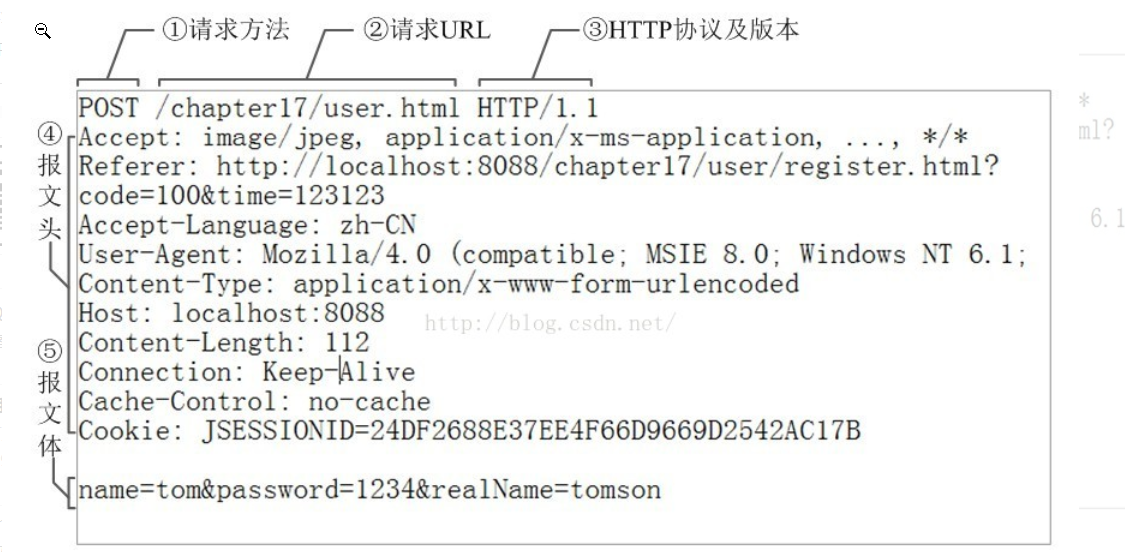 ①请求方法 ②请求URL ③HTTP协议及版本
POST /chapter17/user.html HTTP/1.1
④报文头
Accept: image/jpeg, application/x-ms-application, ..., */*
Referer: http://localhost:8088/chapter17/user/register.html?
code=100&time=123123
Accept-Language: zh-CN
User-Agent: Mozilla/4.0 (compatible; MSIE 8.0; Windows NT 6.1;
Content-Type: application/x-www-form-urlencoded
Host: localhost:8088
http://blog.csdn.net/
Content-Length: 112
Connection: Keep-Alive
Cache-Control: no-cache
Cookie: JSESSIONID=24DF2688E37EE4F66D9669D2542AC17B
⑤报文体
name=tom&password=1234&realName=tomson
*
ml?
6.1